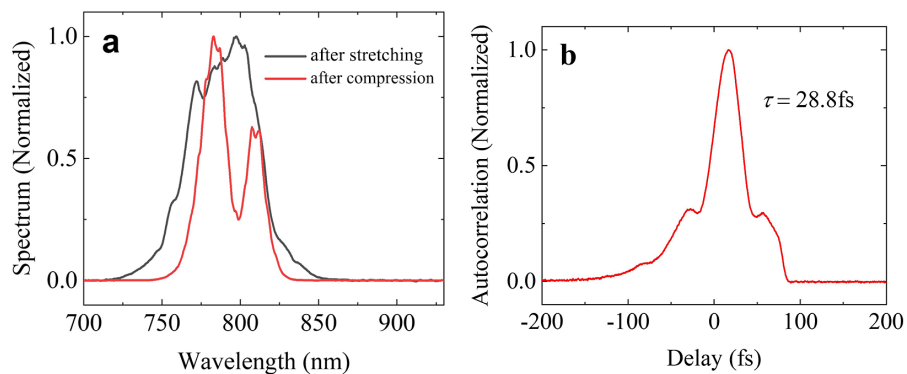 a
after stretching
after compression
Spectrum (Normalized)
1.0
0.5
0.0
700
750
800
850
900
Wavelength (nm)
b
τ = 28.8fs
Autocorrelation (Normalized)
1.0
0.5
0.0
-200
-100
0
100
200
Delay (fs)